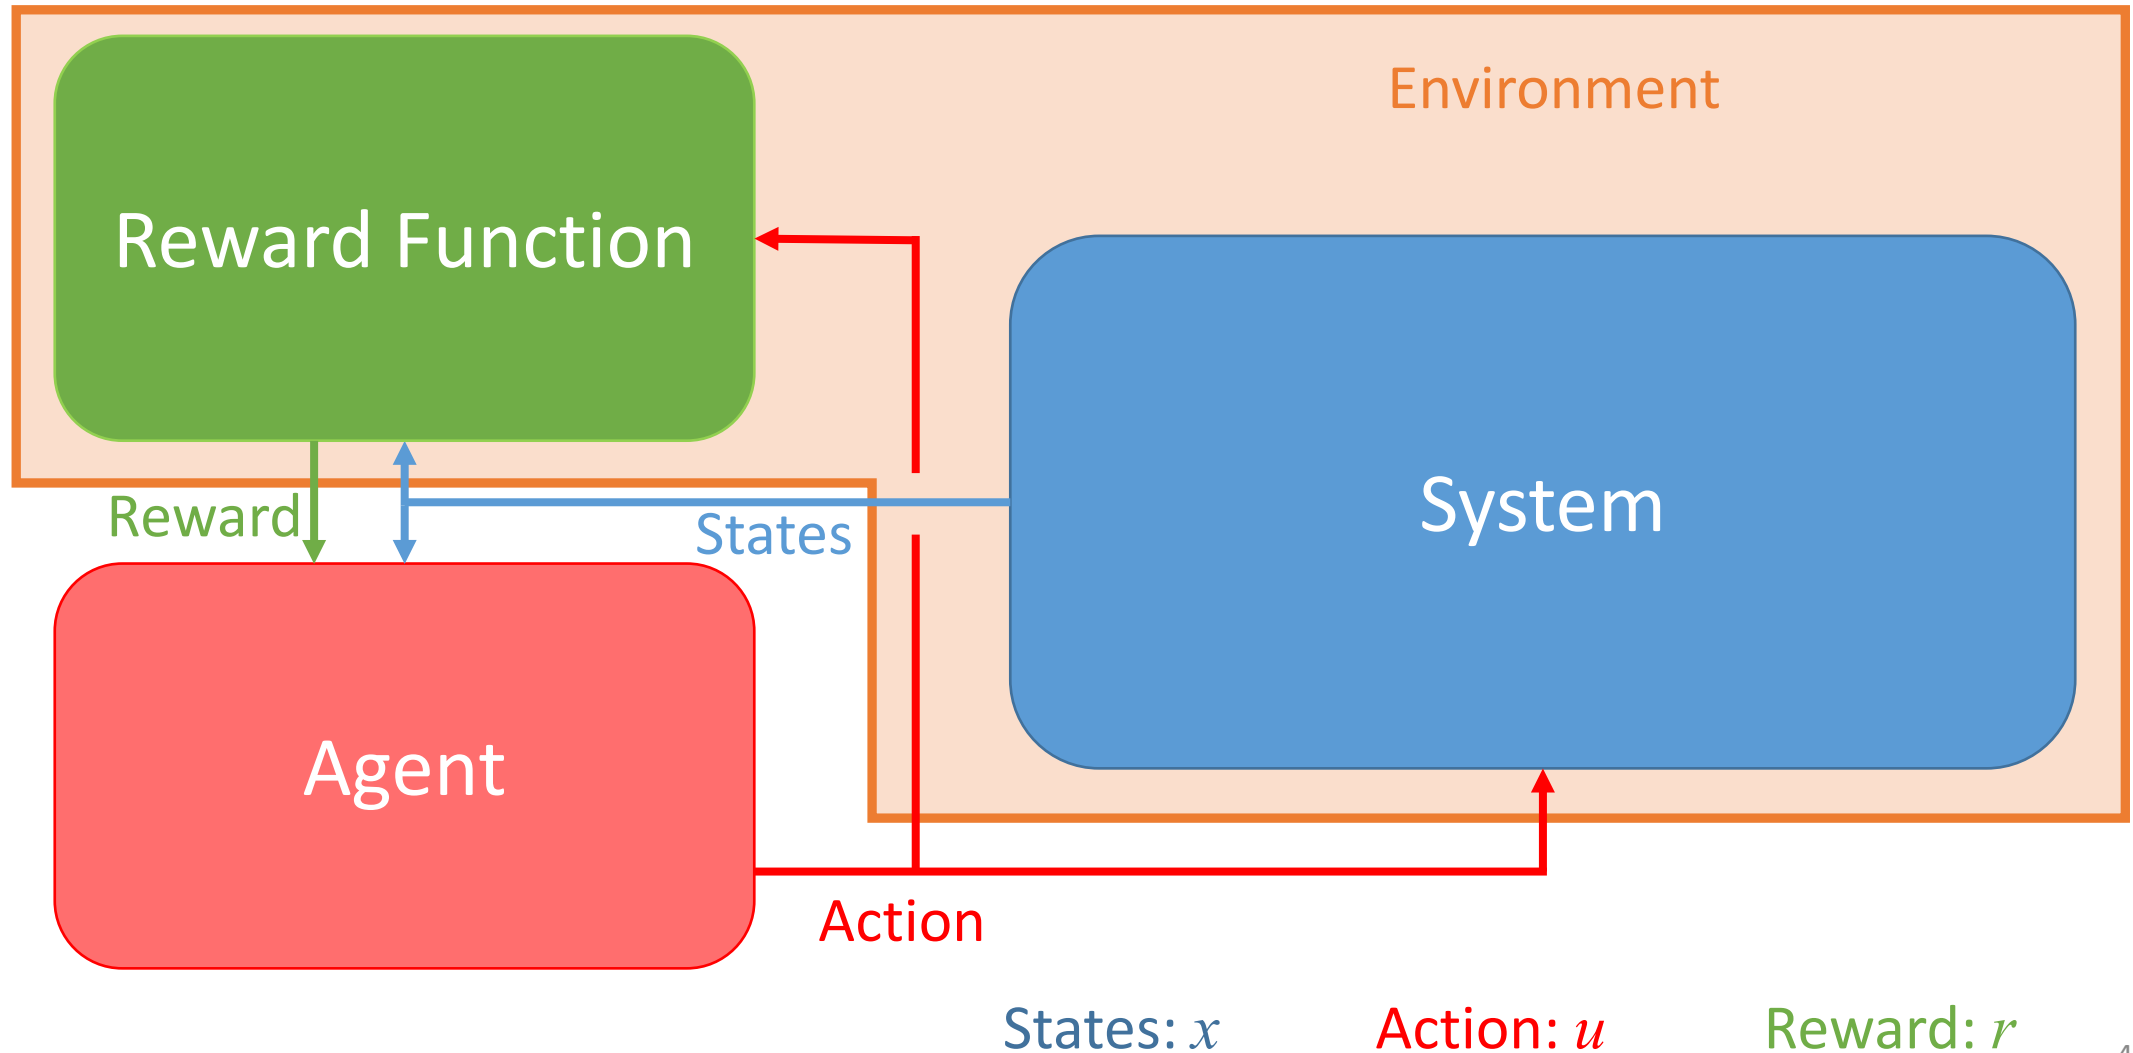 Environment
Reward Function
System
Reward
States
Agent
Action
States: x
Action: u
Reward: r